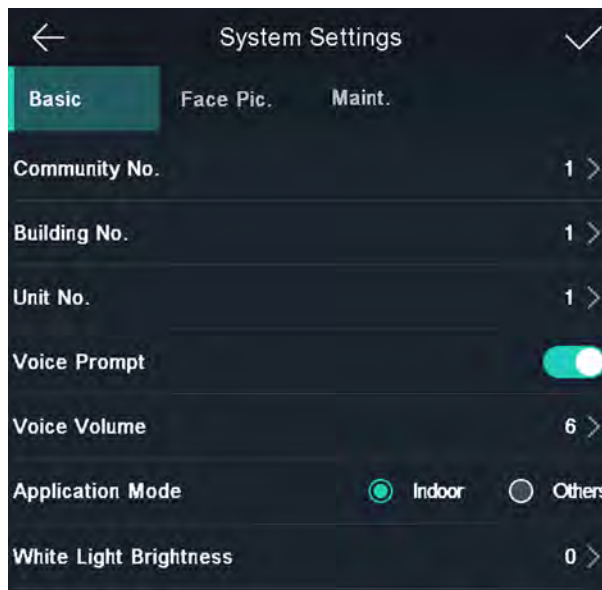 System Settings
Basic Face Pic. Maint.
Community No. 1
Building No. 1
Unit No. 1
Voice Prompt
Voice Volume 6
Application Mode Indoor Others
White Light Brightness 0